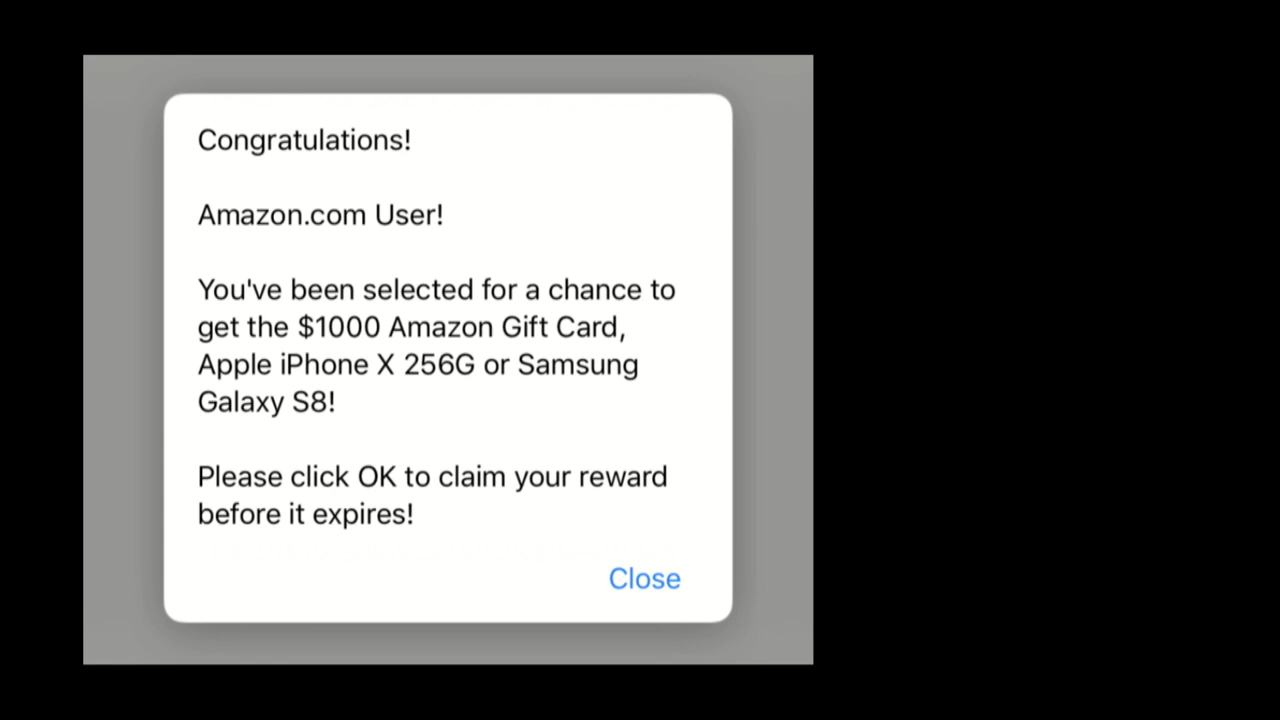 Congratulations!
Amazon.com User!
You've been selected for a chance to
get the $1000 Amazon Gift Card,
Apple iPhone X 256G or Samsung
Galaxy S8!
Please click OK to claim your reward
before it expires!
Close